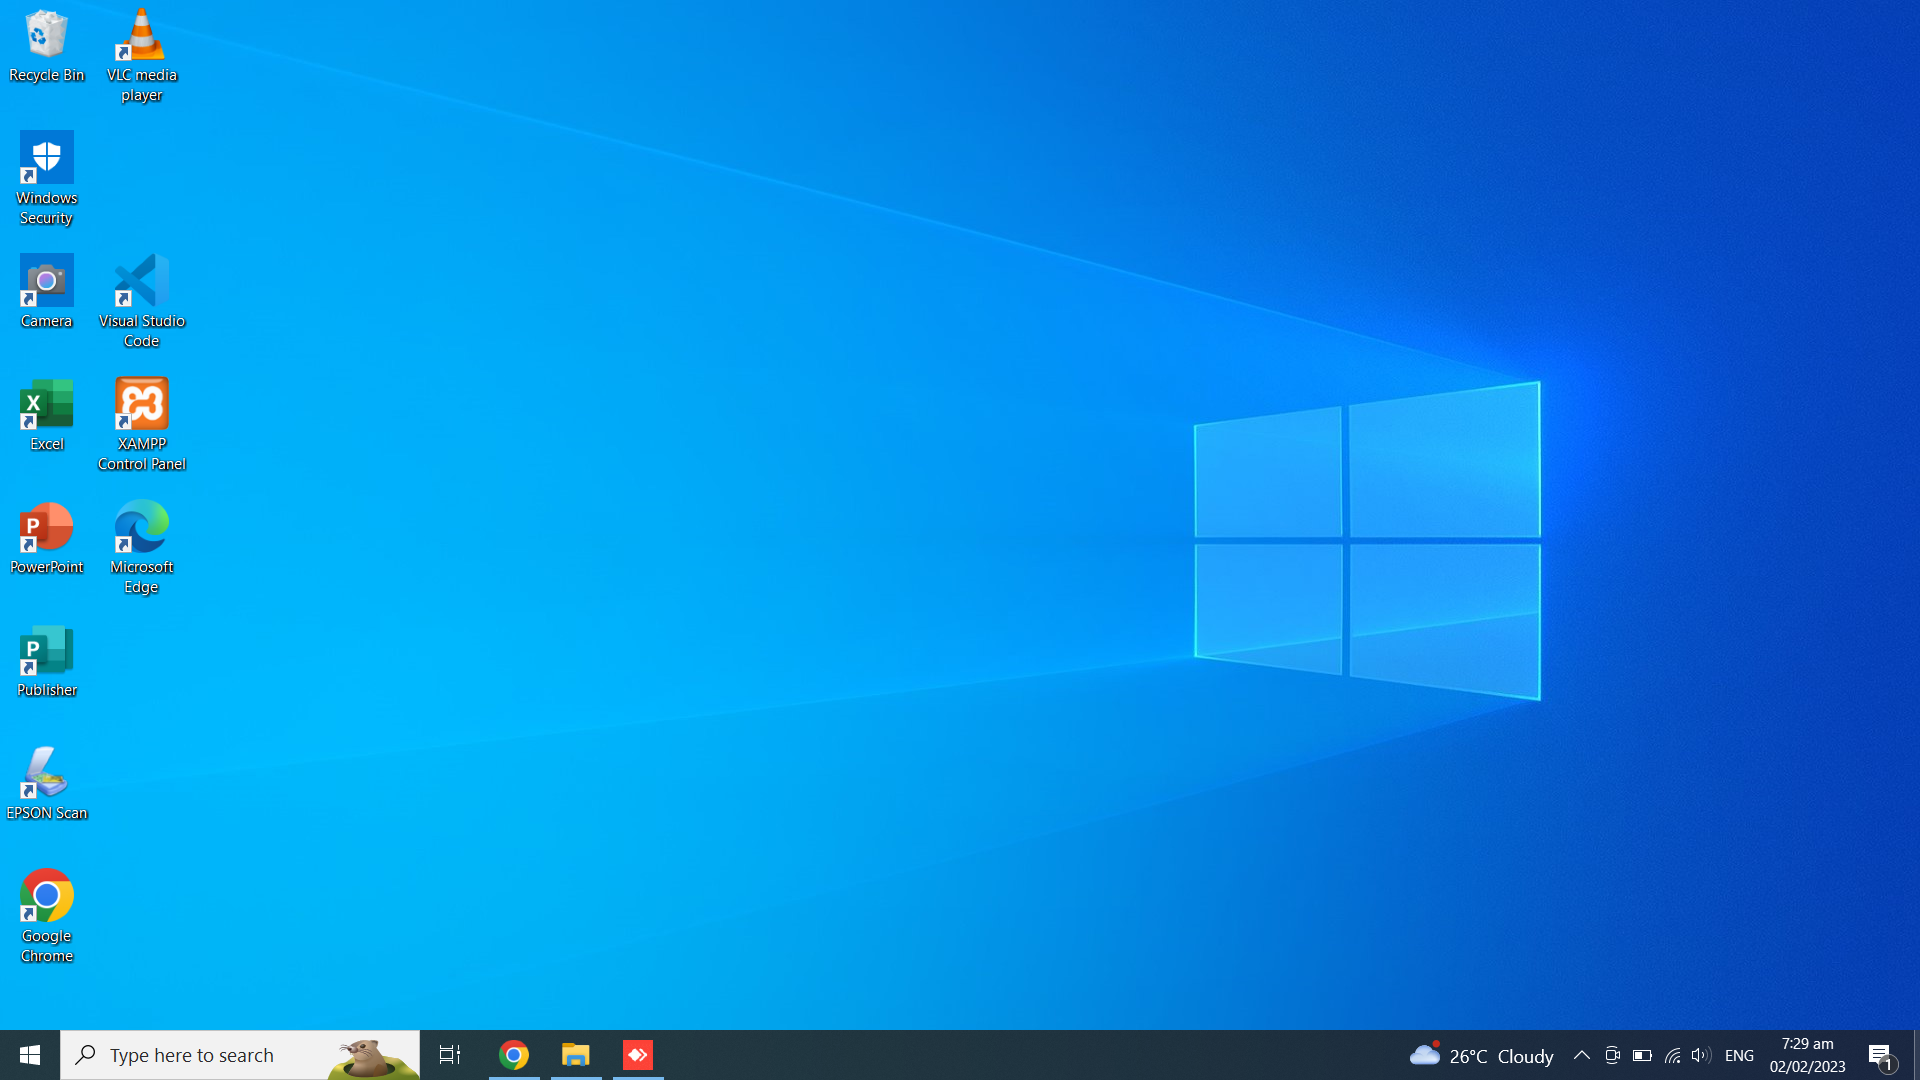 Recycle Bin
VLC media
player
Windows
Security
Camera
Visual Studio
Code
Excel
XAMPP
Control Panel
PowerPoint
Microsoft
Edge
Publisher
EPSON Scan
Google
Chrome
Type here to search
26°C Cloudy
ENG
7:29 am
02/02/2023
1